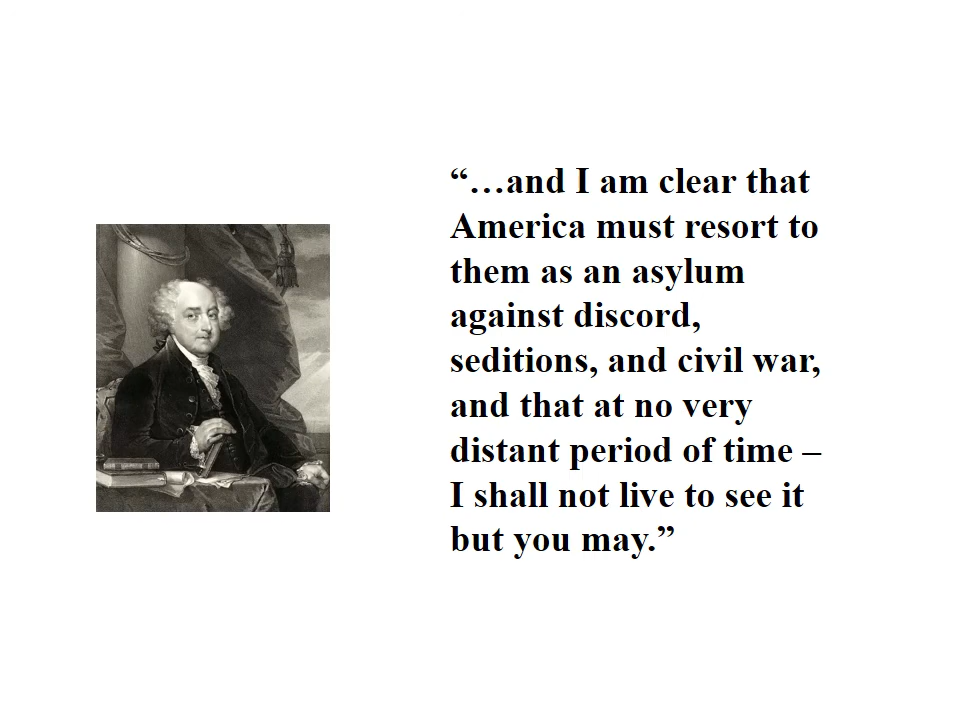 “…and I am clear that
America must resort to
them as an asylum
against discord,
seditions, and civil war,
and that at no very
distant period of time –
I shall not live to see it
but you may.”